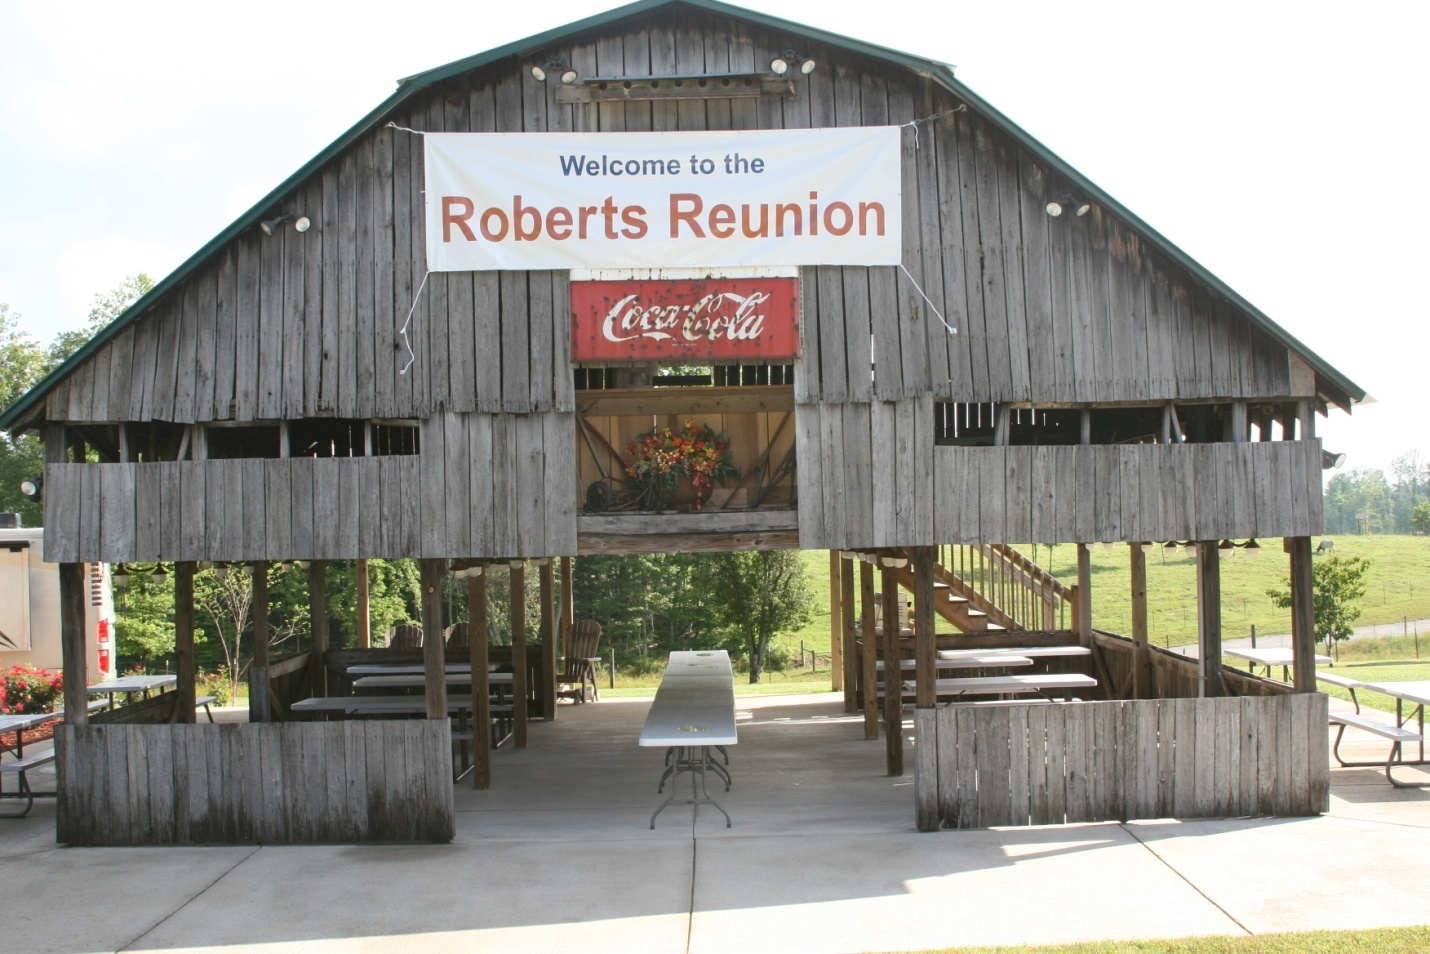 Welcome to the
Roberts Reunion
Coca-Cola